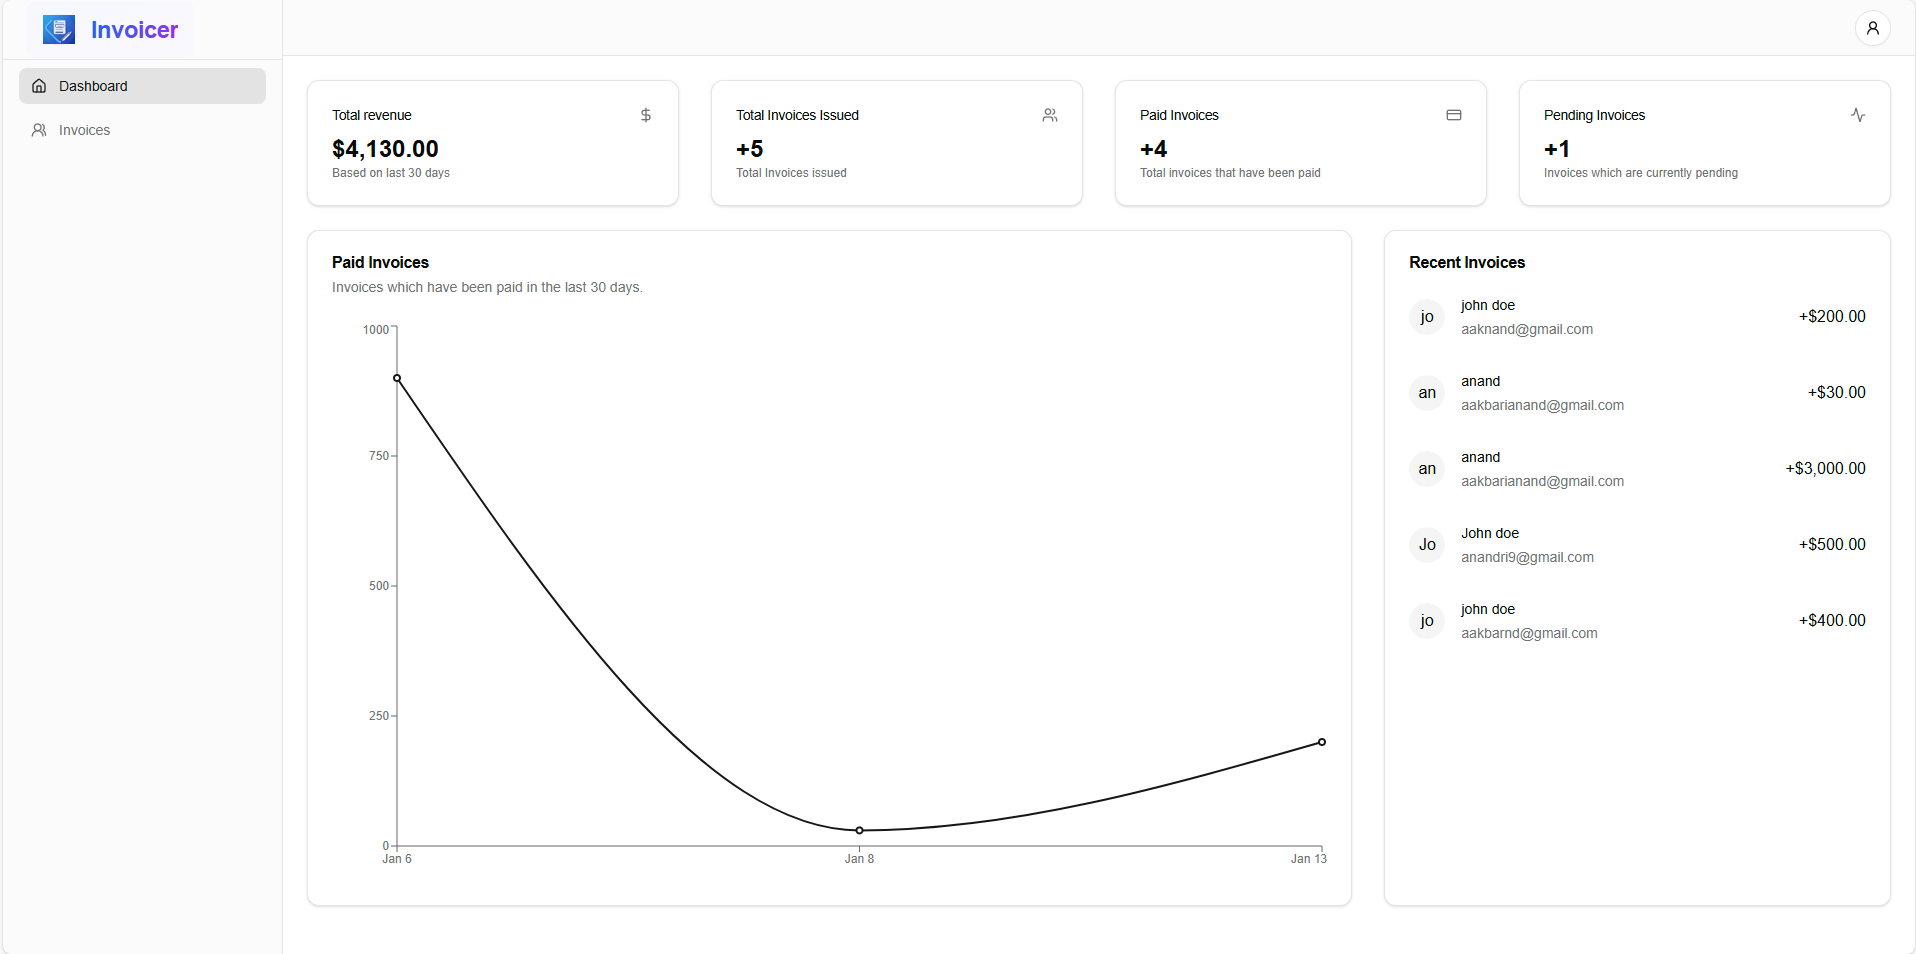 Invoicer
Dashboard
Invoices
Total revenue
$4,130.00
Based on last 30 days
Total Invoices Issued
+5
Total Invoices issued
Paid Invoices
+4
Total invoices that have been paid
Pending Invoices
+1
Invoices which are currently pending
Paid Invoices
Invoices which have been paid in the last 30 days.
1000
750
500
250
0
Jan 6
Jan 8
Jan 13
Recent Invoices
jo
john doe
aaknand@gmail.com
+$200.00
an
anand
aakbarianand@gmail.com
+$30.00
an
anand
aakbarianand@gmail.com
+$3,000.00
Jo
John doe
anandri9@gmail.com
+$500.00
jo
john doe
aakbarnd@gmail.com
+$400.00